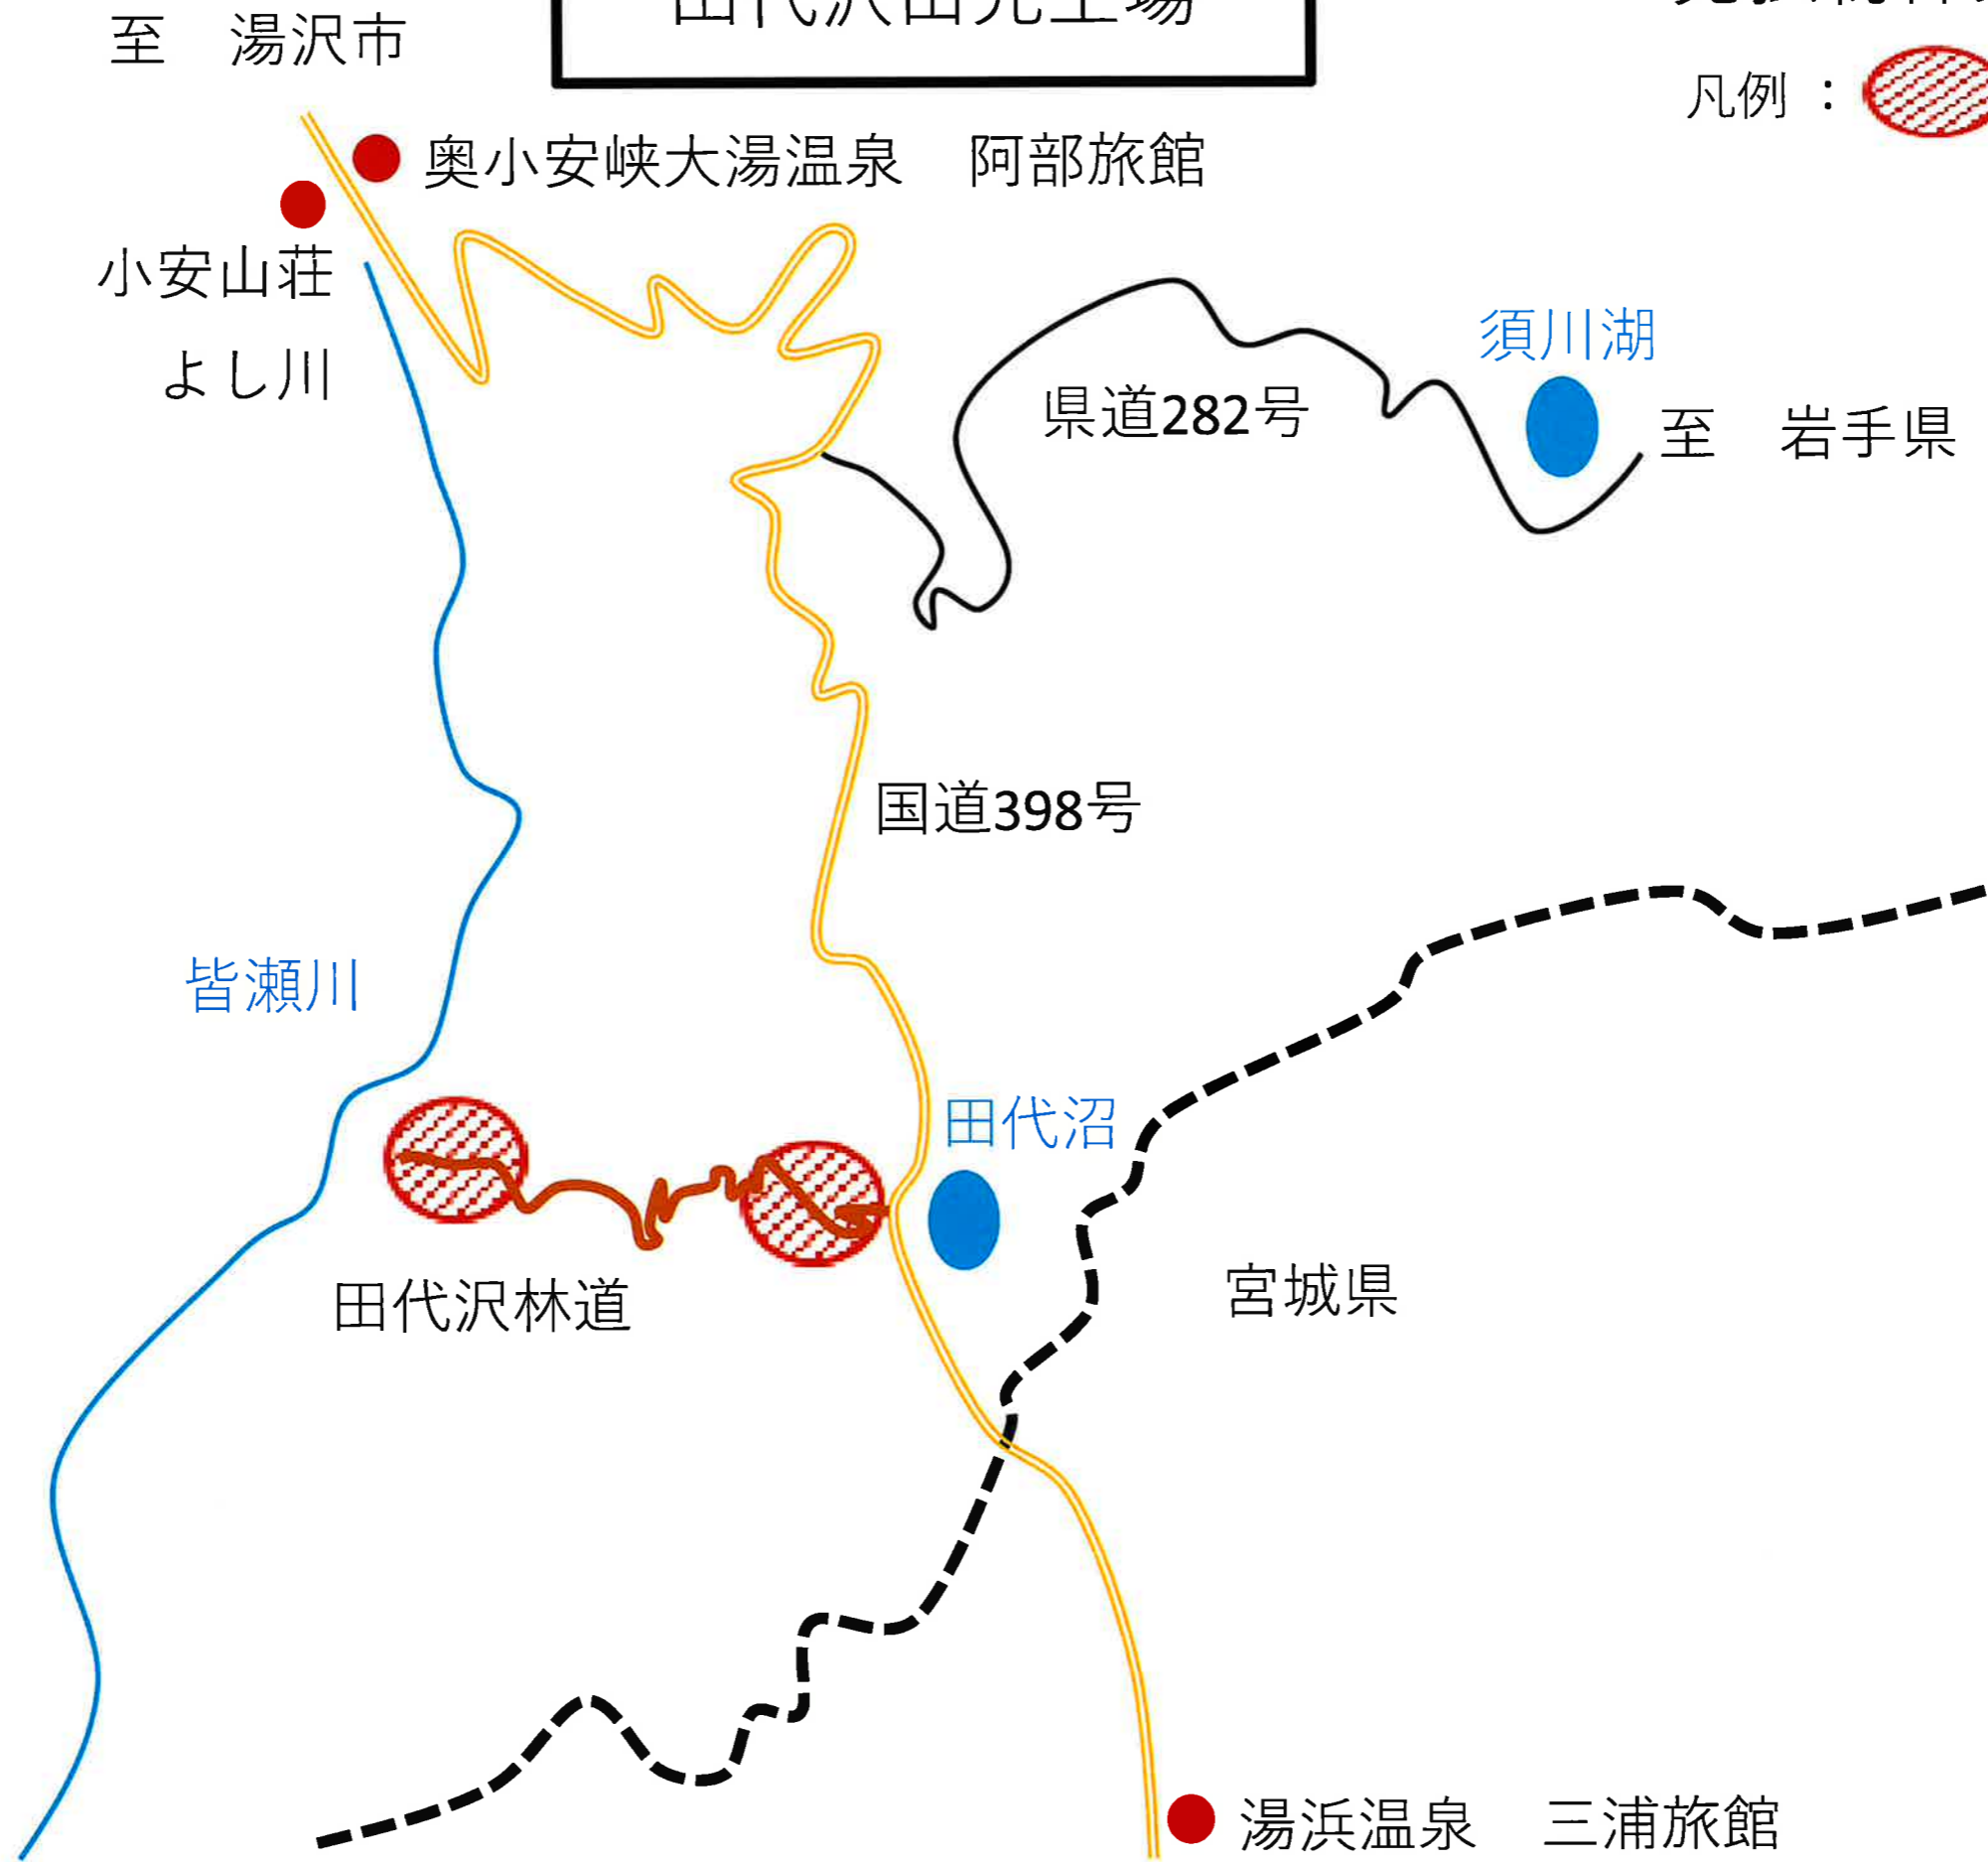 至　湯沢市
凡例 ：
奥小安峡大湯温泉　阿部旅館
小安山荘
よし川
須川湖
県道282号
至　岩手県
国道398号
皆瀬川
田代沼
宮城県
田代沢林道
湯浜温泉　三浦旅館